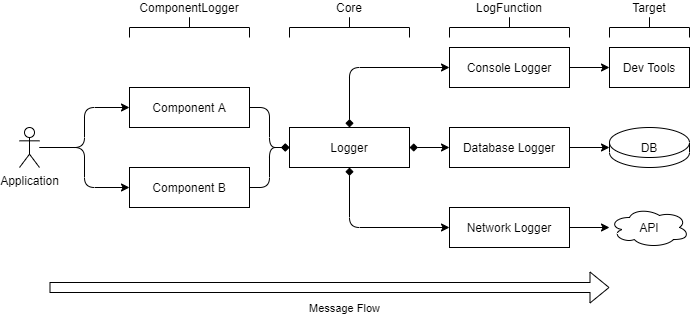 ComponentLogger
Core
LogFunction
Target
Console Logger
Dev Tools
Component A
Logger
Database Logger
DB
Application
Component B
Network Logger
API
Message Flow